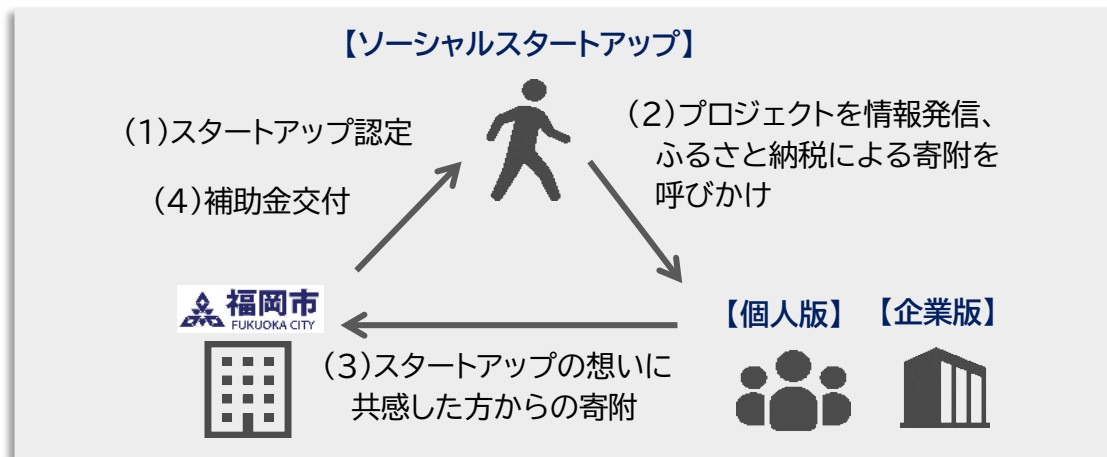 【ソーシャルスタートアップ】
(1)スタートアップ認定
(4)補助金交付
(2)プロジェクトを情報発信、
ふるさと納税による寄附を
呼びかけ
福岡市
FUKUOKA CITY
【個人版】 【企業版】
(3)スタートアップの想いに
共感した方からの寄附